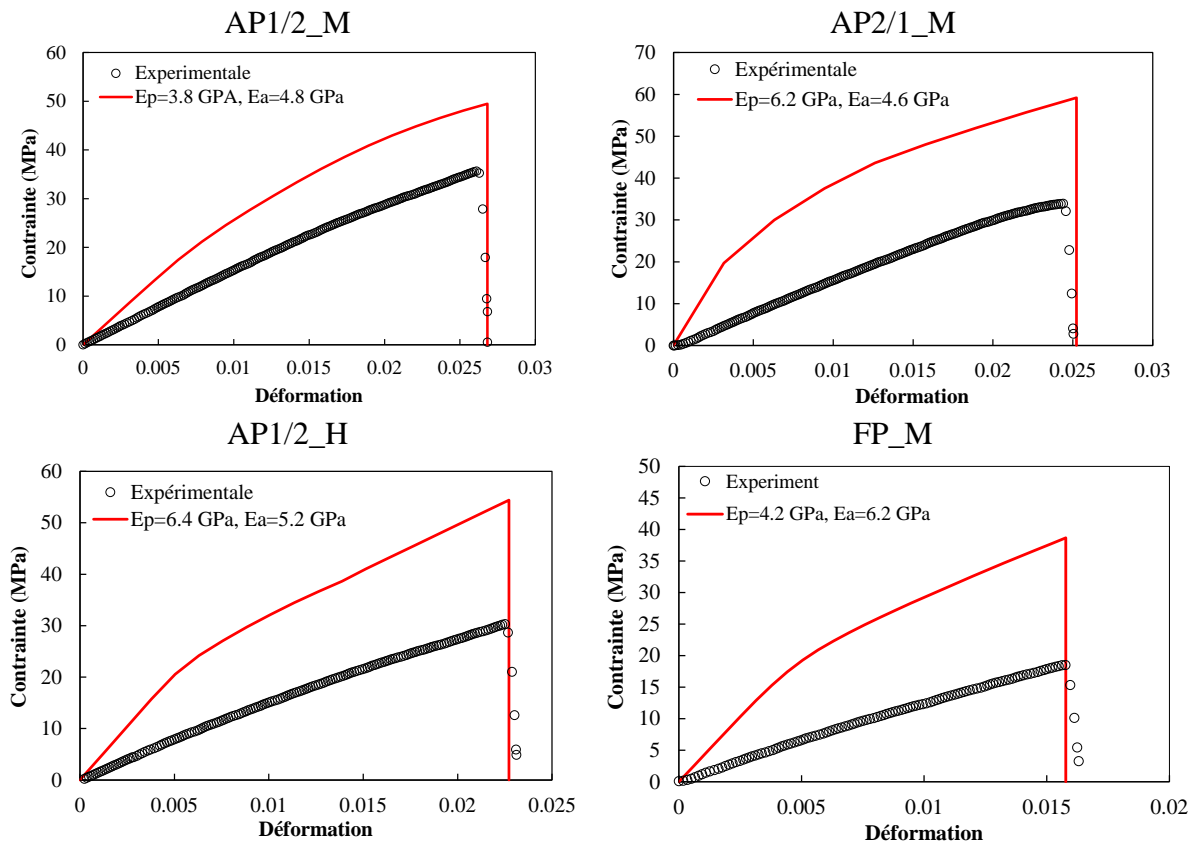 AP1/2_M
60
50
40
30
20
10
0
Contrainte (MPa)
Experimentale
Ep=3.8 GPA, Ea=4.8 GPa
0 0.005 0.01 0.015 0.02 0.025 0.03
Déformation
AP2/1_M
70
60
50
40
30
20
10
0
Contrainte (MPa)
Expérimentale
Ep=6.2 GPa, Ea=4.6 GPa
0 0.005 0.01 0.015 0.02 0.025 0.03
Déformation
AP1/2_H
60
50
40
30
20
10
0
Contrainte (MPa)
Expérimentale
Ep=6.4 GPa, Ea=5.2 GPa
0 0.005 0.01 0.015 0.02 0.025
Déformation
FP_M
50
45
40
35
30
25
20
15
10
5
0
Contrainte (MPa)
Experiment
Ep=4.2 GPa, Ea=6.2 GPa
0 0.005 0.01 0.015 0.02
Déformation